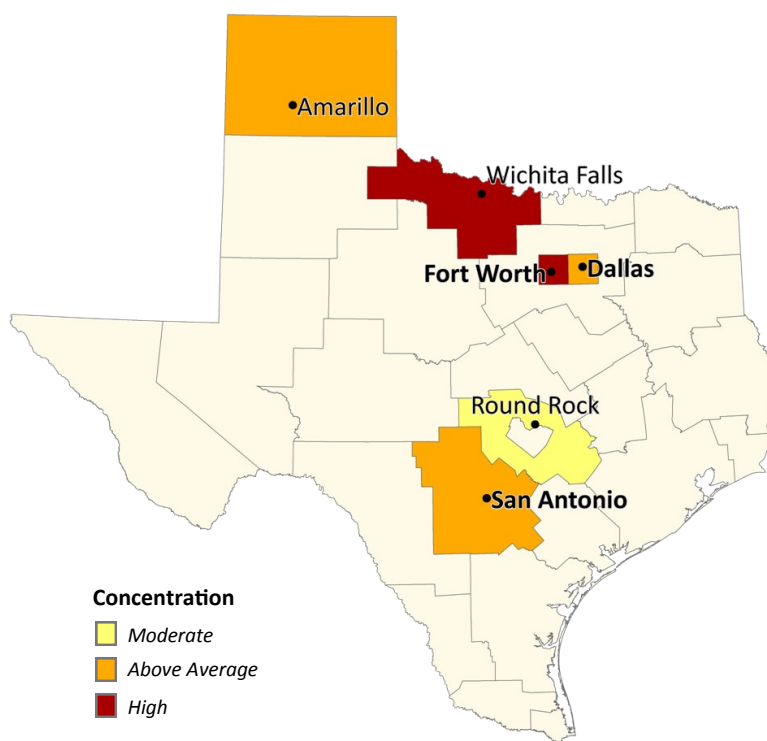 Amarillo
Wichita Falls
Fort Worth
Dallas
Round Rock
San Antonio
Concentration
Moderate
Above Average
High